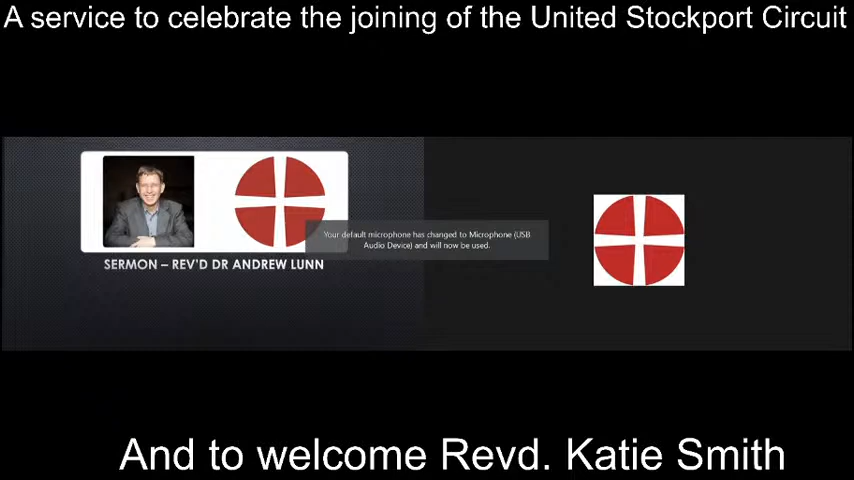 A service to celebrate the joining of the United Stockport Circuit
Your default microphone has changed to Microphone (USB
Audio Device) and will now be used.
SERMON – REV'D DR ANDREW LUNN
And to welcome Revd. Katie Smith